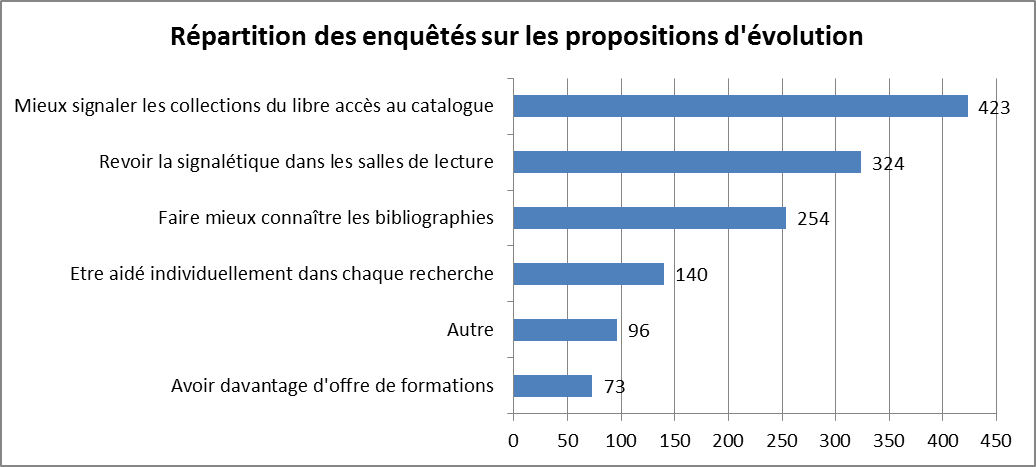 Répartition des enquêtés sur les propositions d'évolution
Mieux signaler les collections du libre accès au catalogue 423
Revoir la signalétique dans les salles de lecture 324
Faire mieux connaître les bibliographies 254
Etre aidé individuellement dans chaque recherche 140
Autre 96
Avoir davantage d'offre de formations 73
0 50 100 150 200 250 300 350 400 450